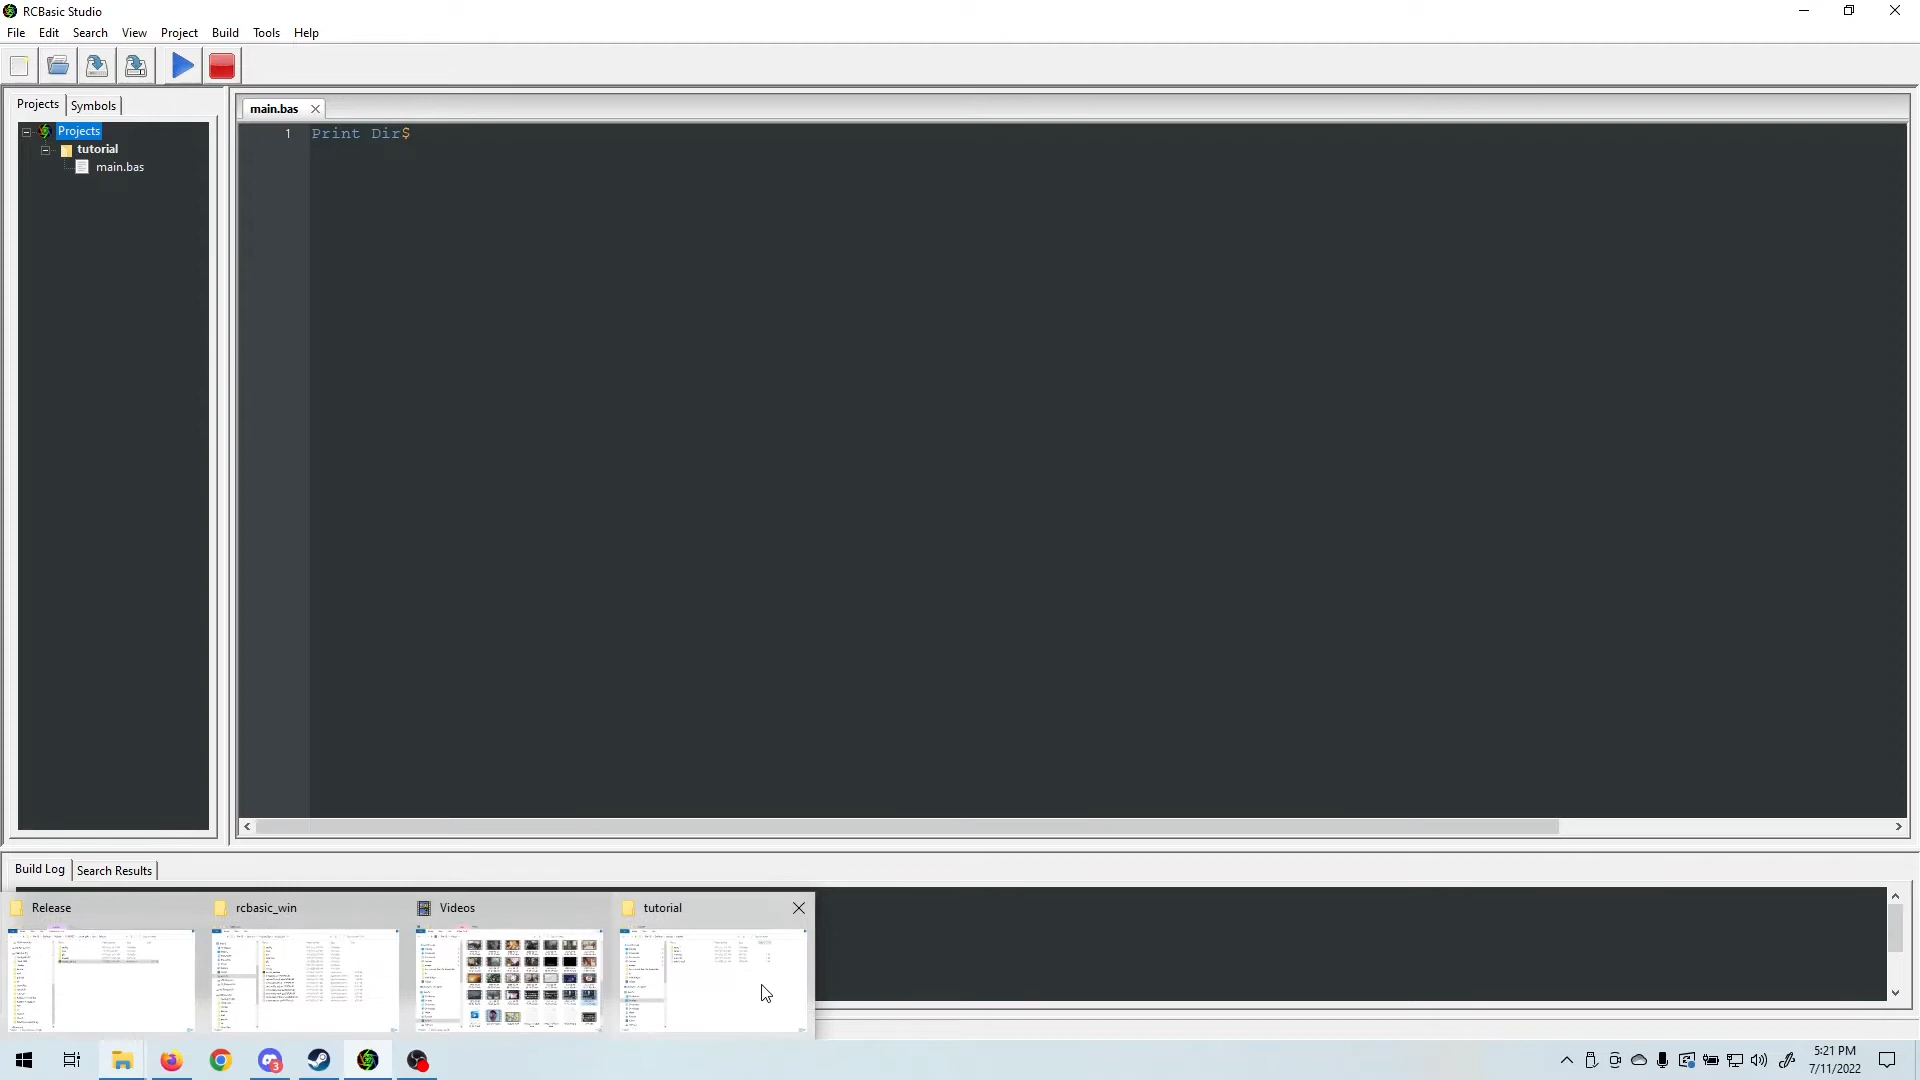 RCBasic Studio
File Edit Search View Project Build Tools Help
Projects Symbols
Projects
tutorial
main.bas
main.bas
1 Print Dir$
Build Log Search Results
Release rcbasic_win Videos tutorial
3
5:21 PM
7/11/2022